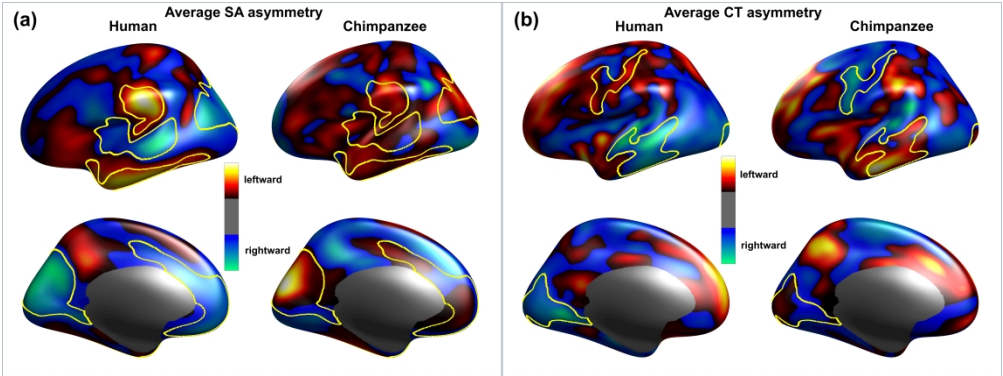 (a)
Average SA asymmetry
Human
Chimpanzee
leftward
rightward
(b)
Average CT asymmetry
Human
Chimpanzee
leftward
rightward